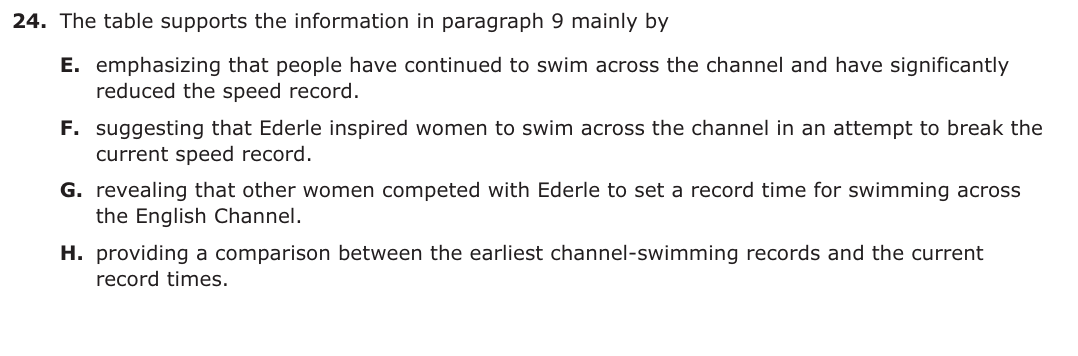 24. The table supports the information in paragraph 9 mainly by
E. emphasizing that people have continued to swim across the channel and have significantly
reduced the speed record.
F. suggesting that Ederle inspired women to swim across the channel in an attempt to break the
current speed record.
G. revealing that other women competed with Ederle to set a record time for swimming across
the English Channel.
H. providing a comparison between the earliest channel-swimming records and the current
record times.